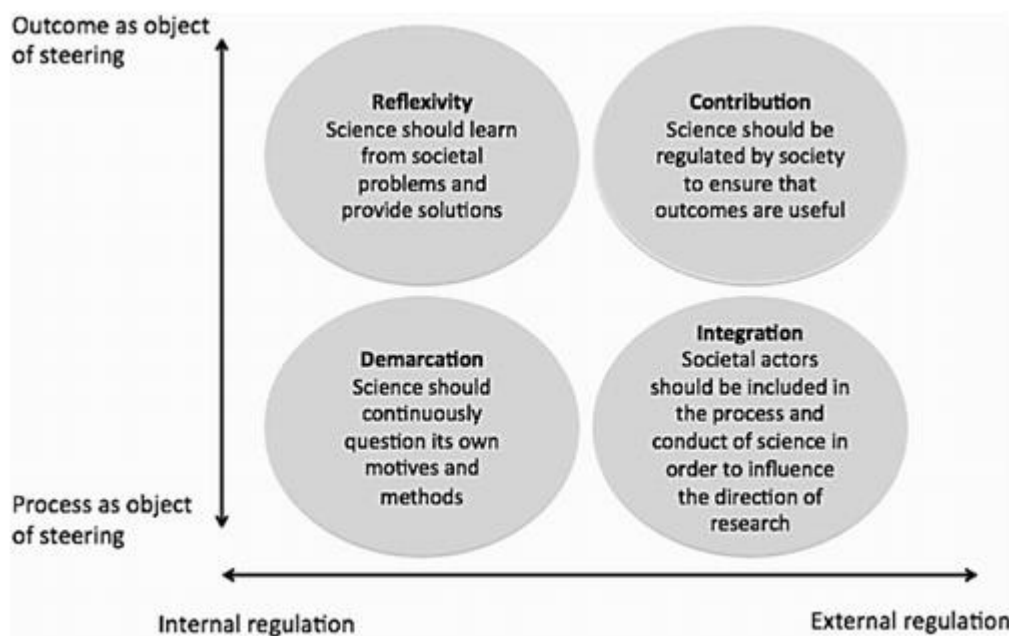 Outcome as object
of steering
Reflexivity
Science should learn
from societal
problems and
provide solutions
Contribution
Science should be
regulated by society
to ensure that
outcomes are useful
Demarcation
Science should
continuously
question its own
motives and
methods
Integration
Societal actors
should be included in
the process and
conduct of science in
order to influence
the direction of
research
Process as object
of steering
Internal regulation
External regulation